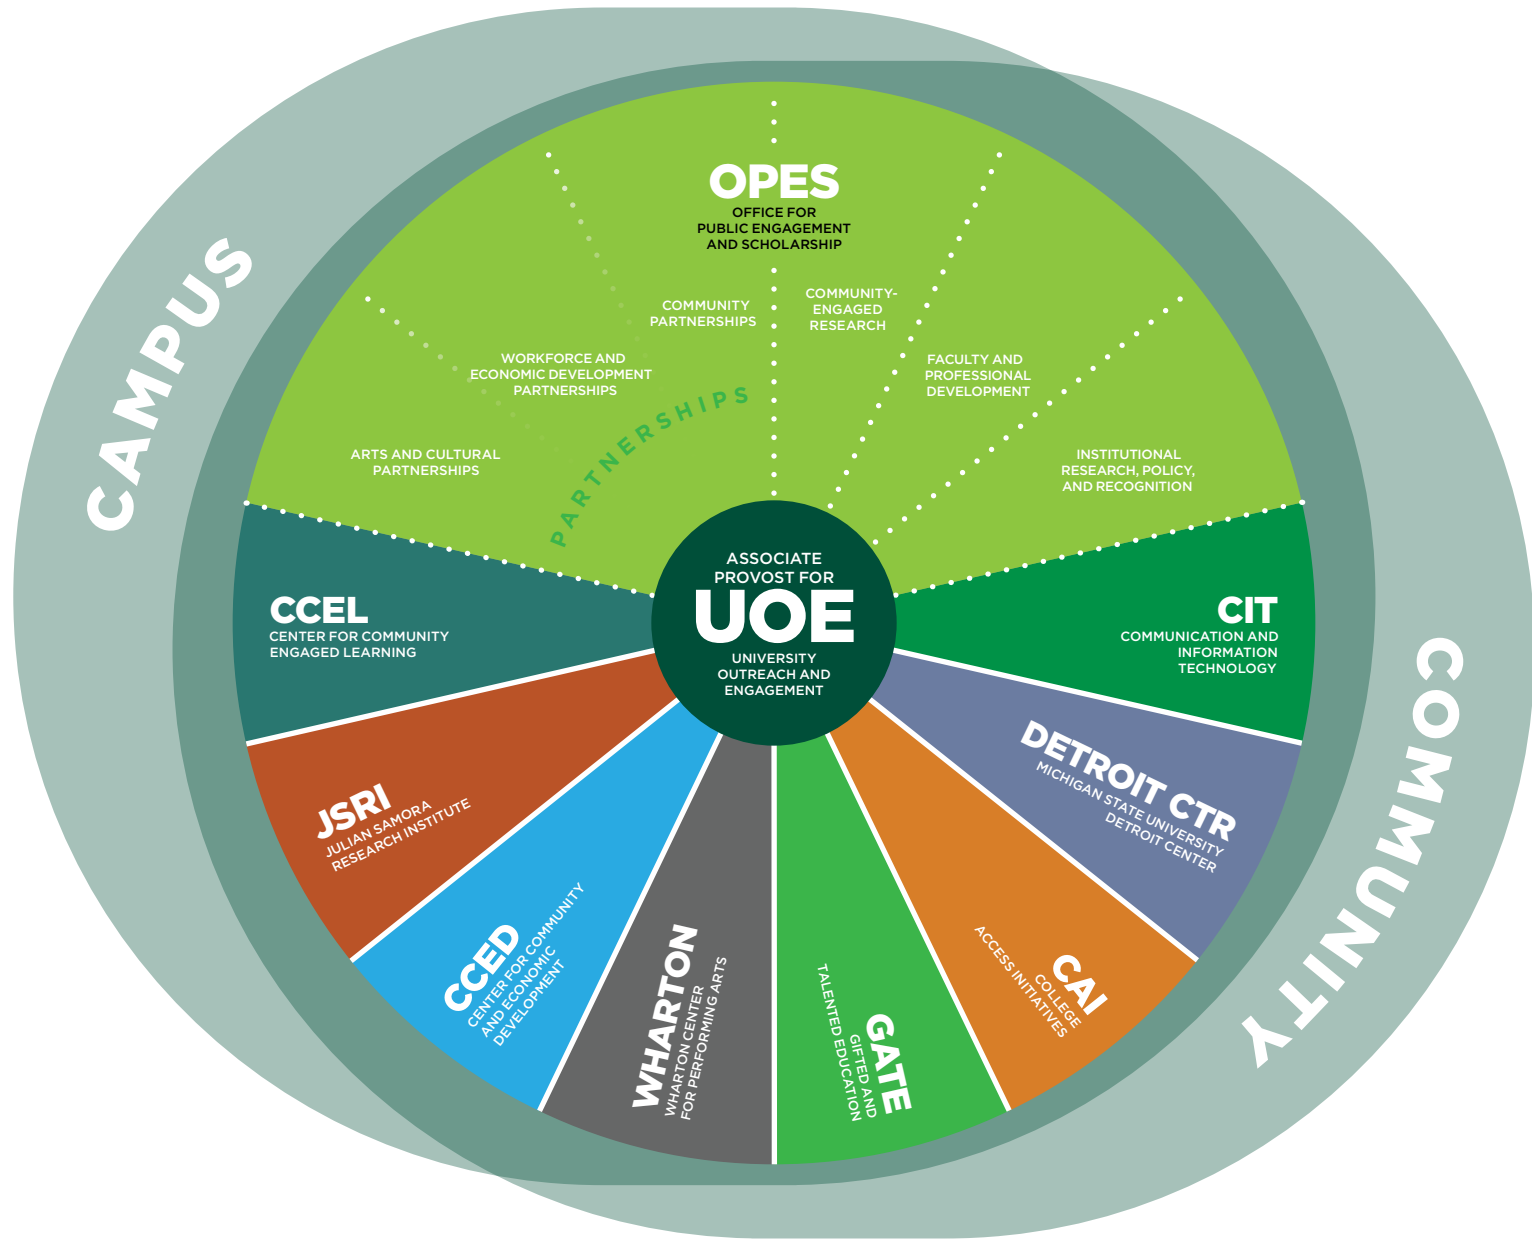 CAMPUS
OPES
OFFICE FOR
PUBLIC ENGAGEMENT
AND SCHOLARSHIP
COMMUNITY
PARTNERSHIPS
COMMUNITY-
ENGAGED
RESEARCH
WORKFORCE AND
ECONOMIC DEVELOPMENT
PARTNERSHIPS
FACULTY AND
PROFESSIONAL
DEVELOPMENT
PARTNERSHIPS
ARTS AND CULTURAL
PARTNERSHIPS
INSTITUTIONAL
RESEARCH, POLICY,
AND RECOGNITION
ASSOCIATE
PROVOST FOR
UOE
UNIVERSITY
OUTREACH AND
ENGAGEMENT
CCEL
CENTER FOR COMMUNITY
ENGAGED LEARNING
CIT
COMMUNICATION AND
INFORMATION
TECHNOLOGY
JSRI
JULIAN SAMORA
RESEARCH INSTITUTE
DETROIT CTR
MICHIGAN STATE UNIVERSITY
DETROIT CENTER
CCED
CENTER FOR COMMUNITY
AND ECONOMIC
DEVELOPMENT
WHARTON
WHARTON CENTER
FOR PERFORMING ARTS
GATE
GIFTED AND
TALENTED EDUCATION
CAI
COLLEGE
ACCESS INITIATIVES
COMMUNITY